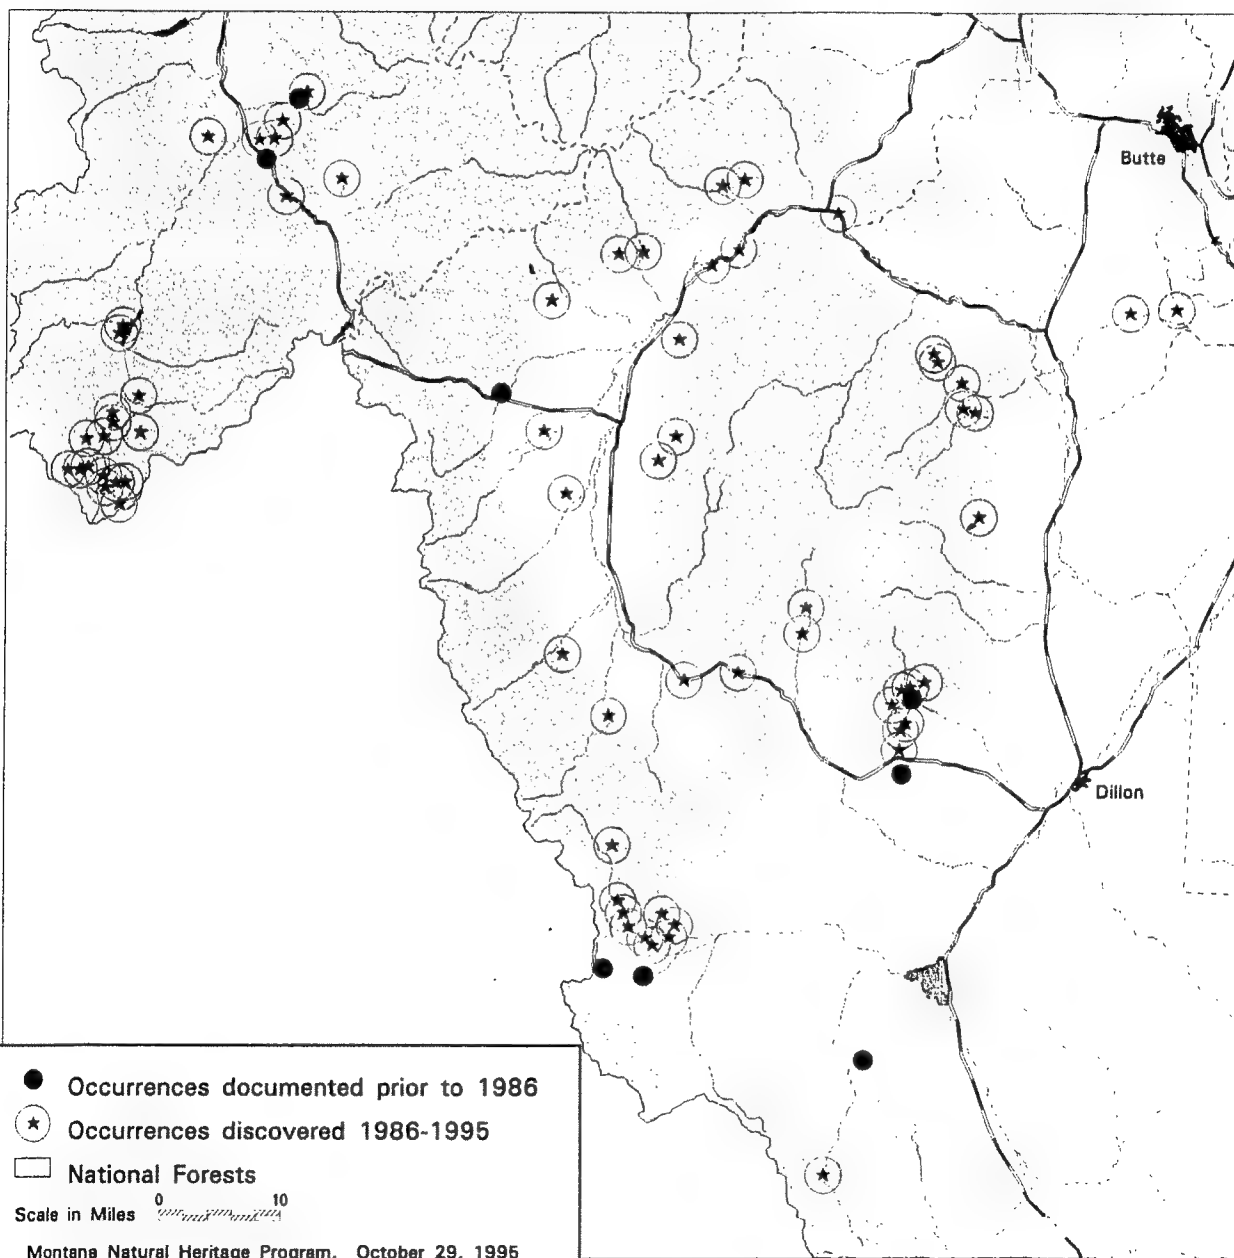 Butte
Dillon
Occurrences documented prior to 1986
Occurrences discovered 1986-1995
National Forests
0 10
Scale in Miles
Montana Natural Heritage Program. October 29, 1995